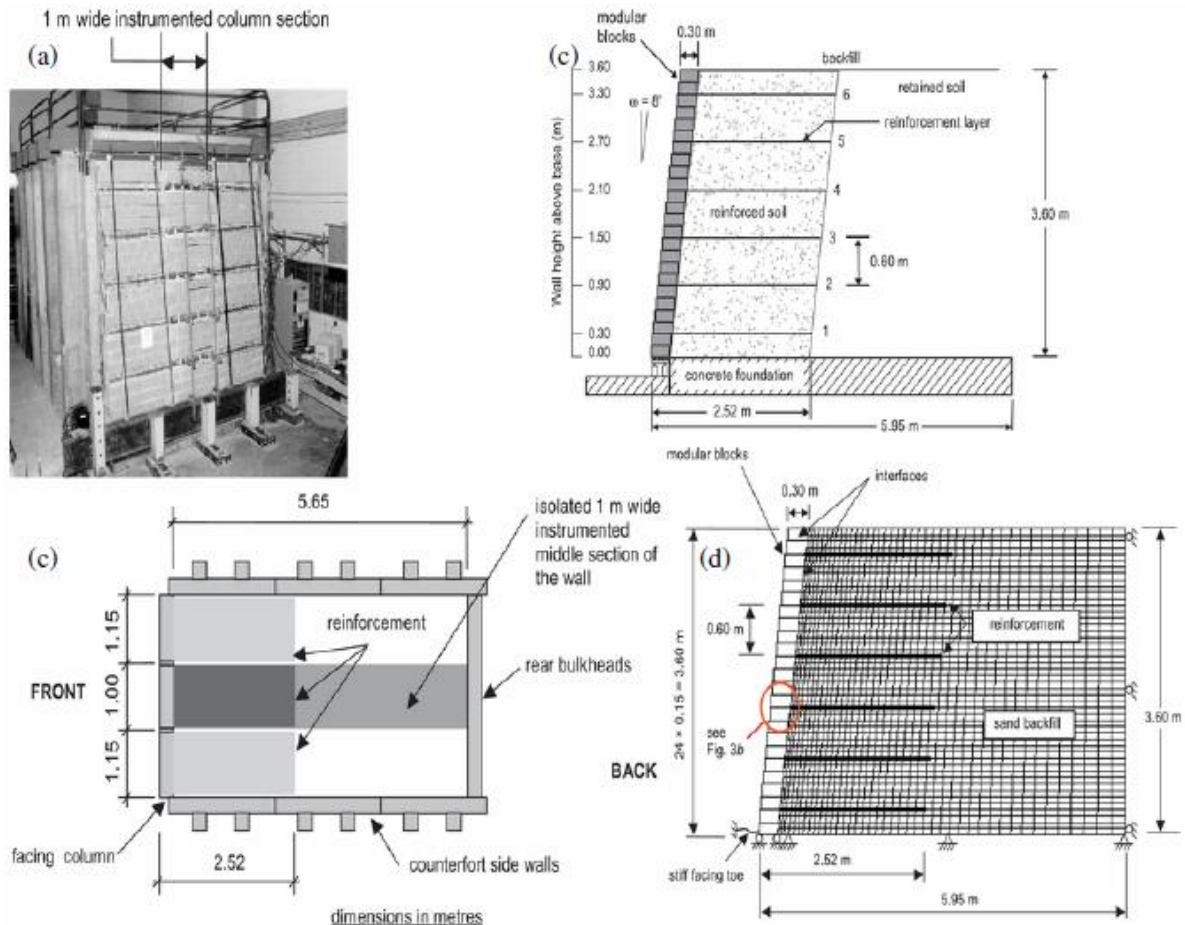 1 m wide instrumented column section
(a)
modular
blocks
0.30 m
(c)
backfill
retained soil
reinforcement layer
Wall height above base (m)
3.60
3.30
2.70
2.10
1.50
0.90
0.30
0.00
ω = 8°
6
5
4
3
2
1
reinforced soil
0.60 m
3.60 m
concrete foundation
2.52 m
5.95 m
(c)
5.65
isolated 1 m wide
instrumented
middle section of
the wall
reinforcement
rear bulkheads
FRONT
1.15
1.00
1.15
BACK
facing column
2.52
counterfort side walls
dimensions in metres
modular blocks
interfaces
0.30 m
(d)
0.60 m
reinforcement
24 × 0.15 = 3.60 m
see
Fig. 3b
sand backfill
3.60 m
stiff facing toe
2.52 m
5.95 m